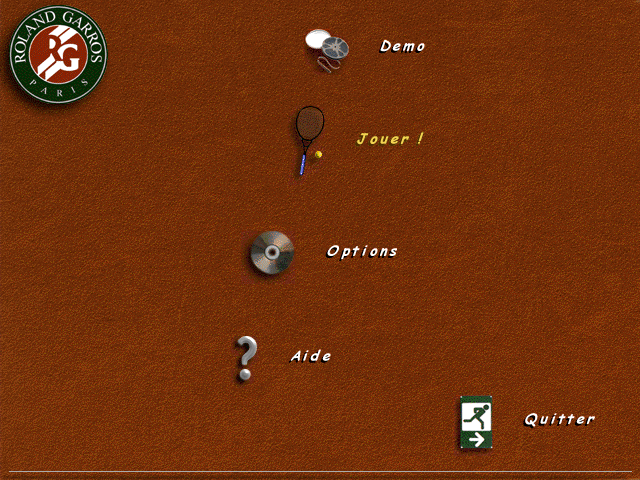 ROLAND GARROS
RG
PARIS
Demo
Jouer !
Options
Aide
Quitter